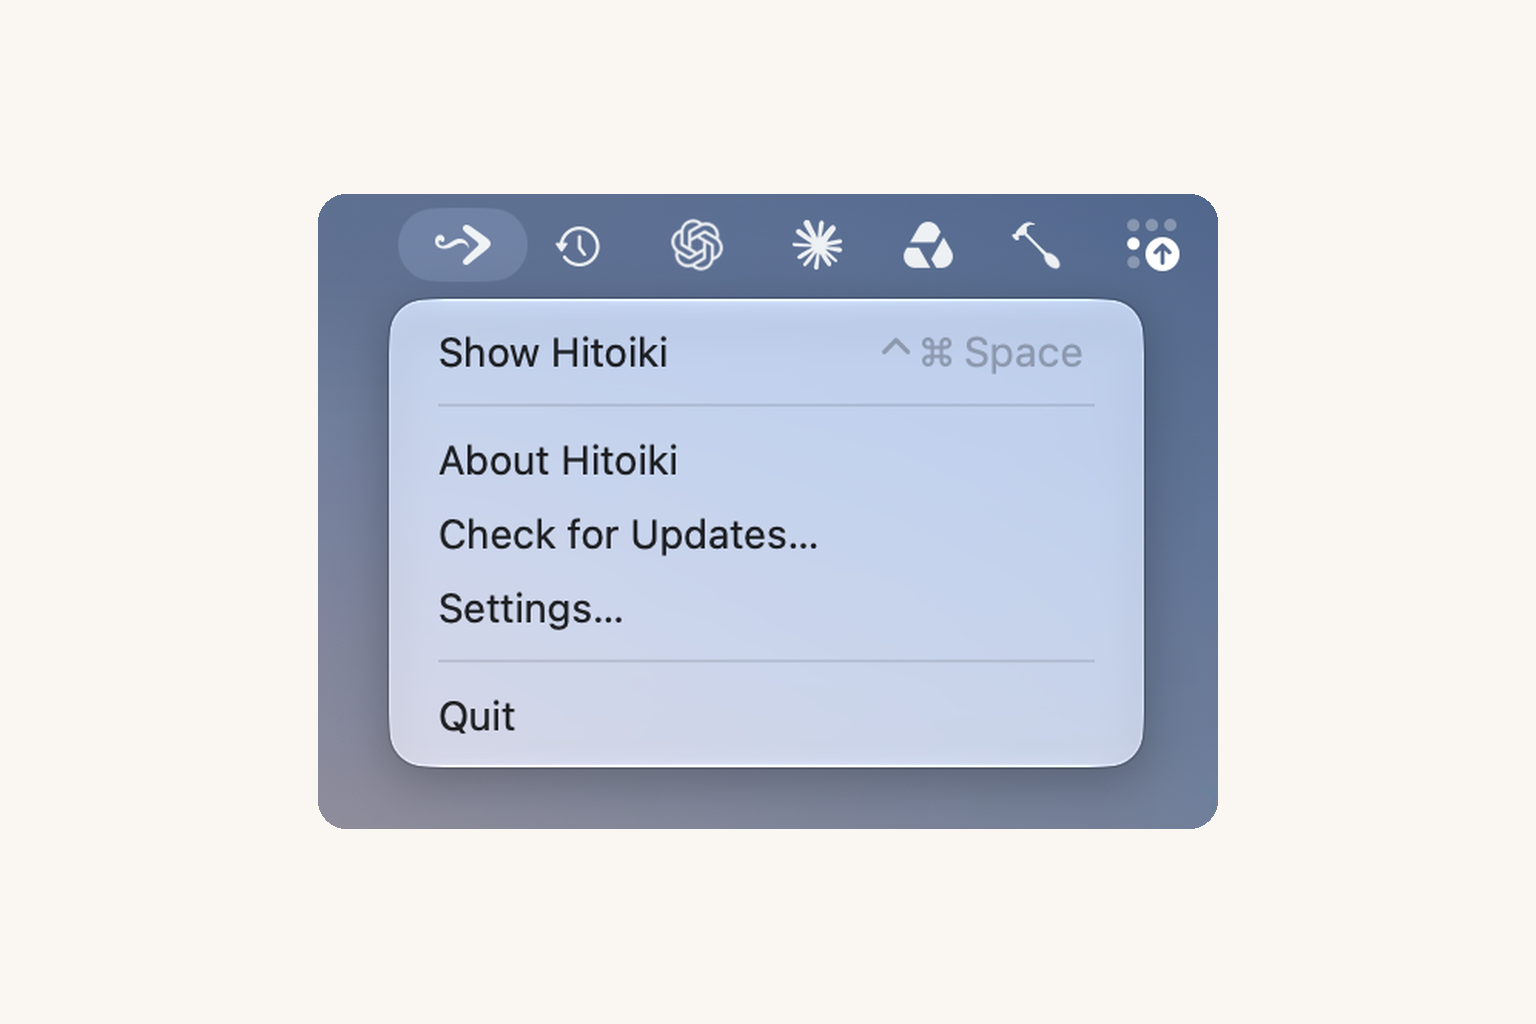 Show Hitoiki ^ ⌘ Space
About Hitoiki
Check for Updates...
Settings...
Quit